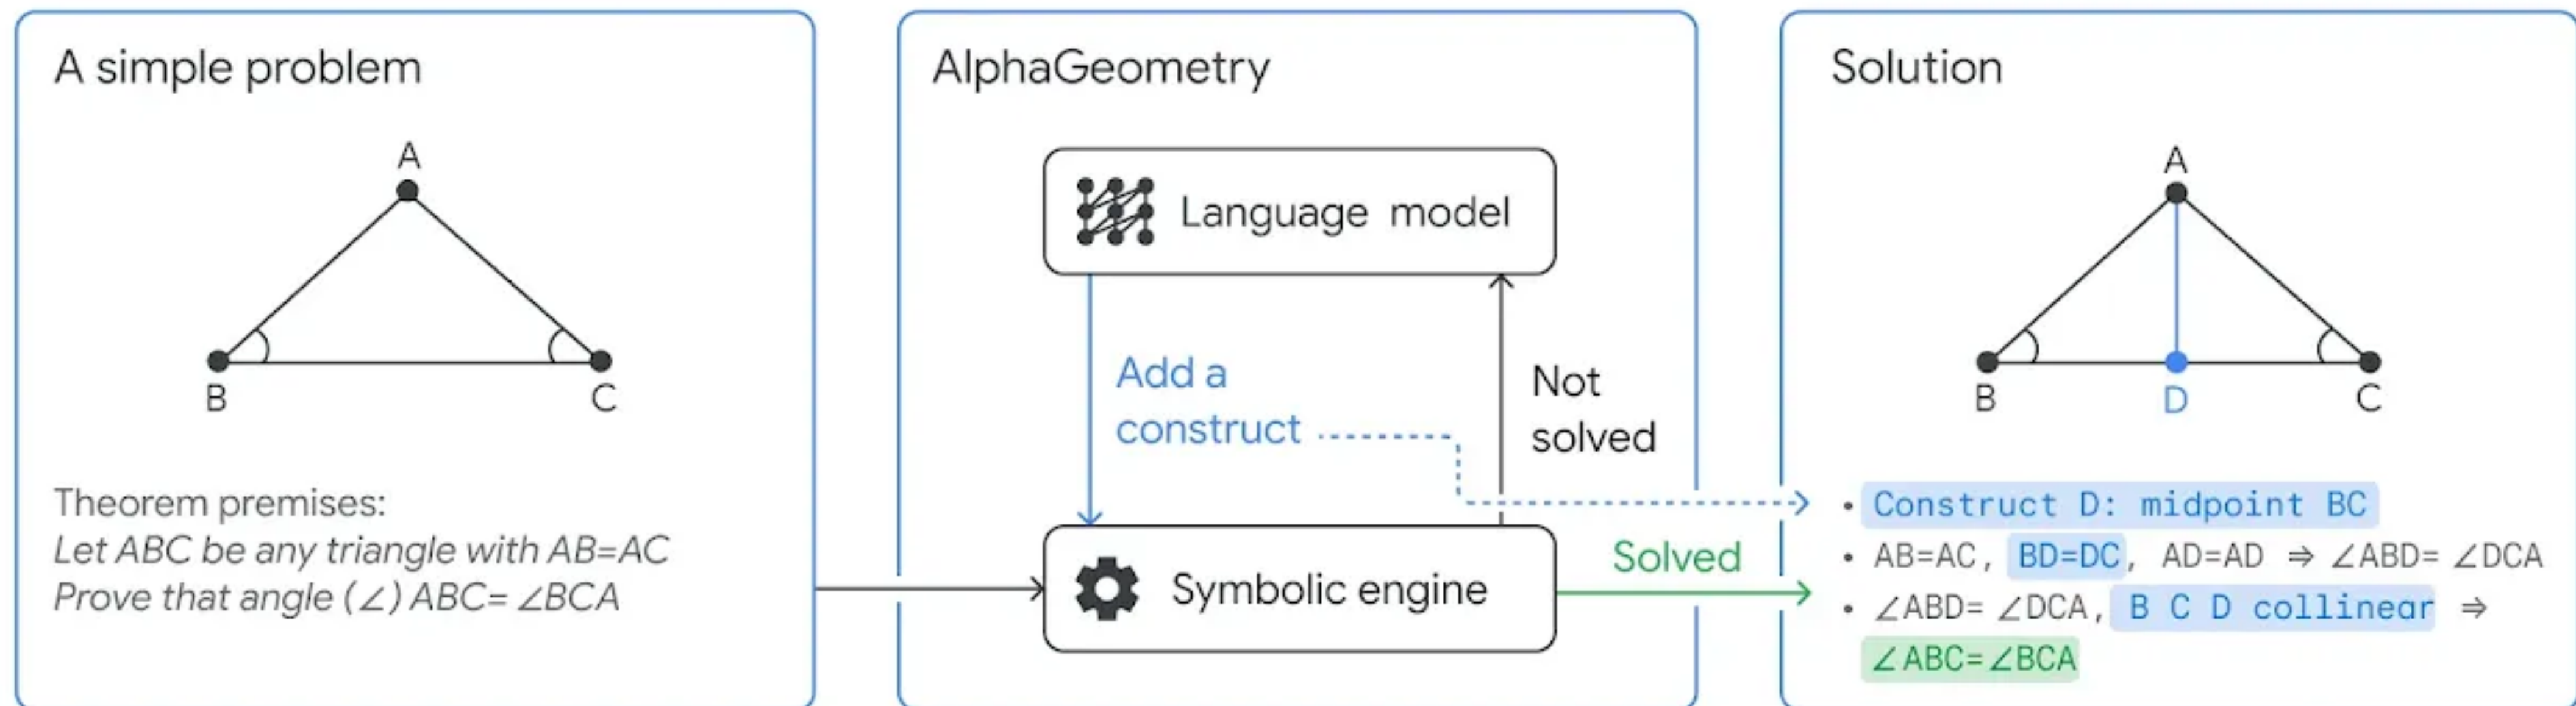 A simple problem
A
B
C
Theorem premises:
Let ABC be any triangle with AB=AC
Prove that angle (∠) ABC= ∠BCA
AlphaGeometry
Language model
Add a
construct
Not
solved
Symbolic engine
Solved
Solution
A
B
D
C
• Construct D: midpoint BC
• AB=AC, BD=DC, AD=AD ⇒ ∠ABD= ∠DCA
• ∠ABD= ∠DCA, B C D collinear ⇒
∠ABC=∠BCA